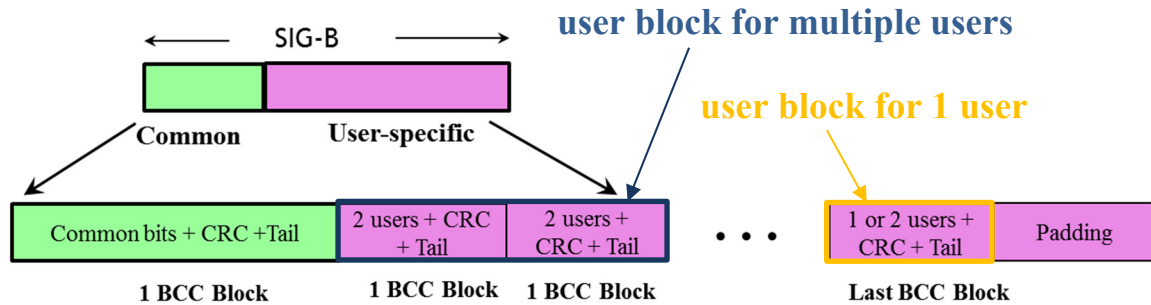 user block for multiple users
SIG-B
user block for 1 user
Common
User-specific
Common bits + CRC +Tail
2 users + CRC
+ Tail
2 users +
CRC + Tail
• • •
1 or 2 users +
CRC + Tail
Padding
1 BCC Block
1 BCC Block
1 BCC Block
Last BCC Block